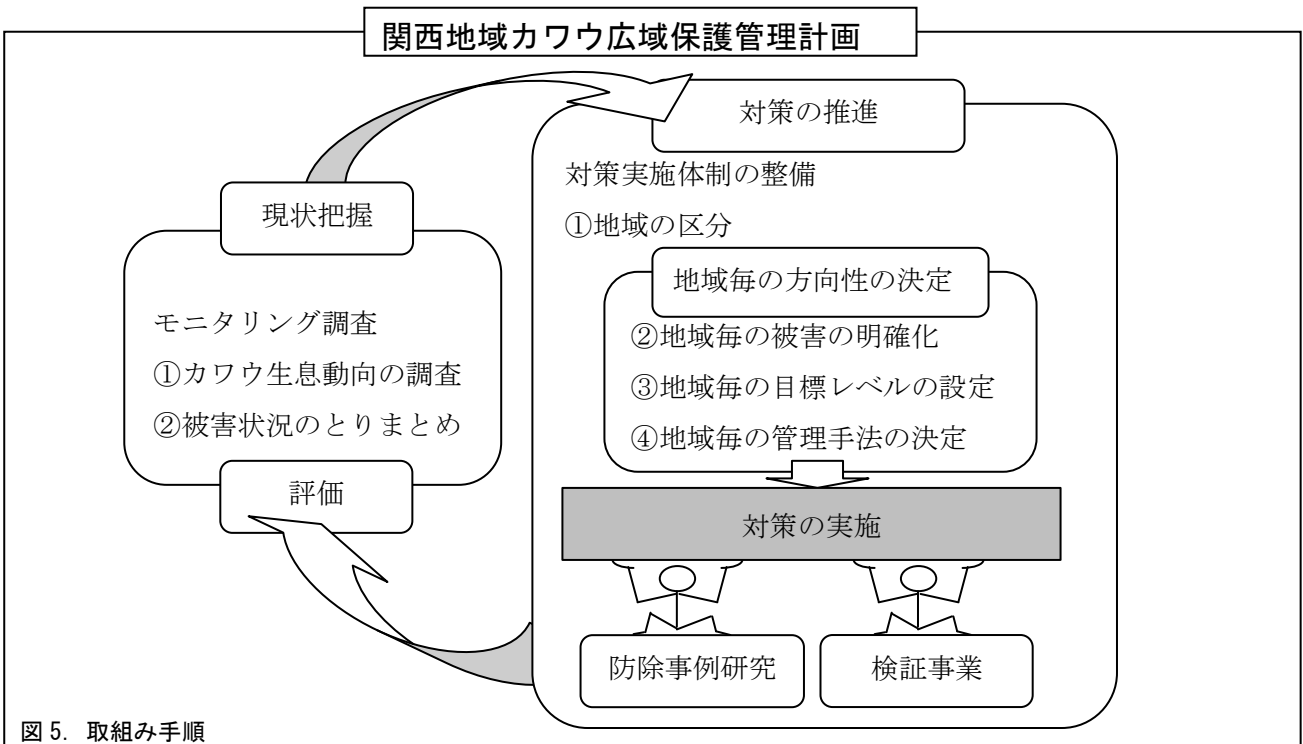 関西地域カワウ広域保護管理計画
現状把握
モニタリング調査
①カワウ生息動向の調査
②被害状況のとりまとめ
評価
対策の推進
対策実施体制の整備
①地域の区分
地域毎の方向性の決定
②地域毎の被害の明確化
③地域毎の目標レベルの設定
④地域毎の管理手法の決定
対策の実施
防除事例研究
検証事業
図 5. 取組み手順